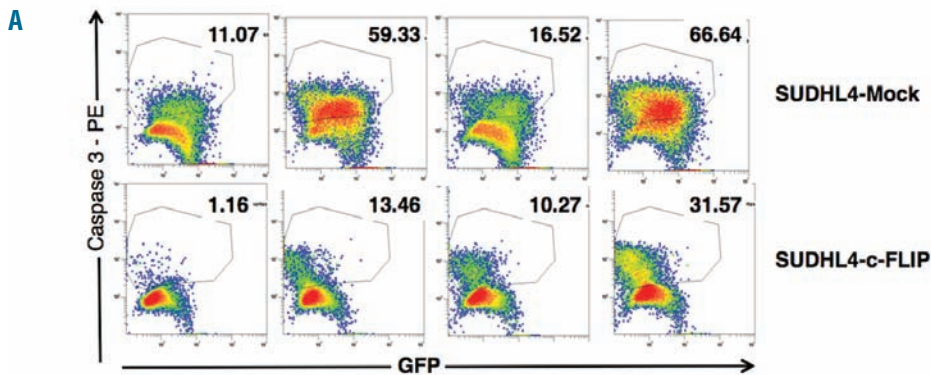 A
11.07
59.33
16.52
66.64
SUDHL4-Mock
Caspase 3 - PE
1.16
13.46
10.27
31.57
SUDHL4-c-FLIP
GFP